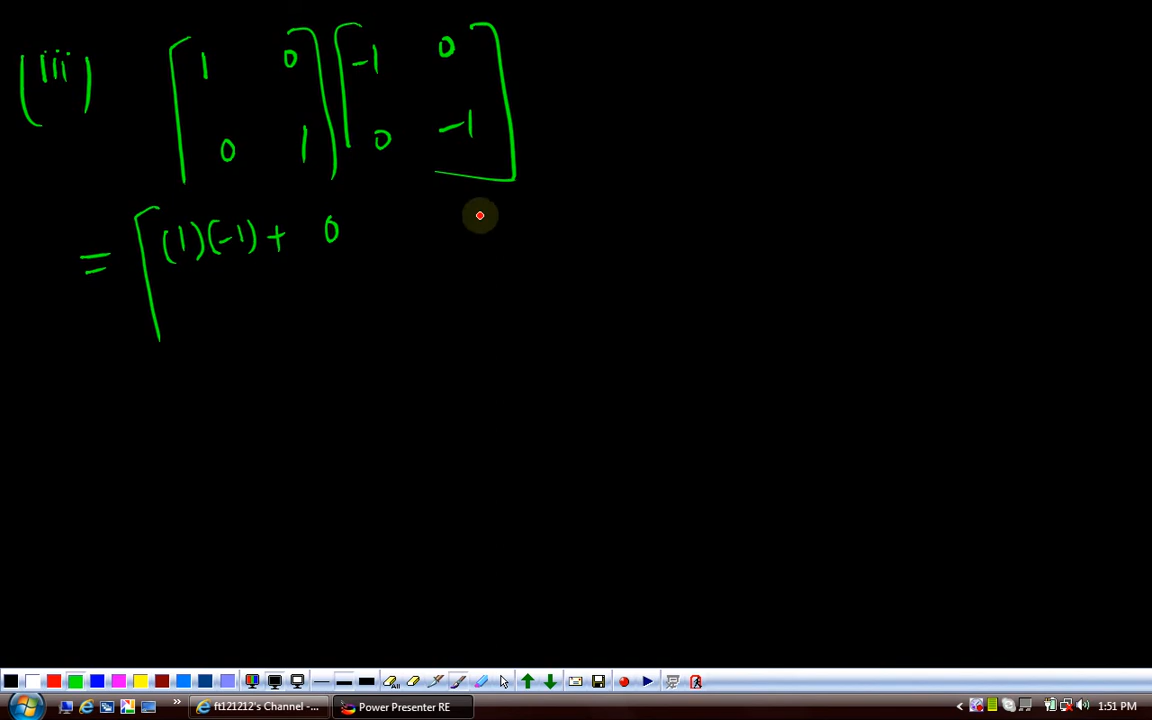 (iii) [1 0] [-1 0]
0 1 0 -1
= [(1)(-1) + 0
ft121212's Channel -... Power Presenter RE 1:51 PM